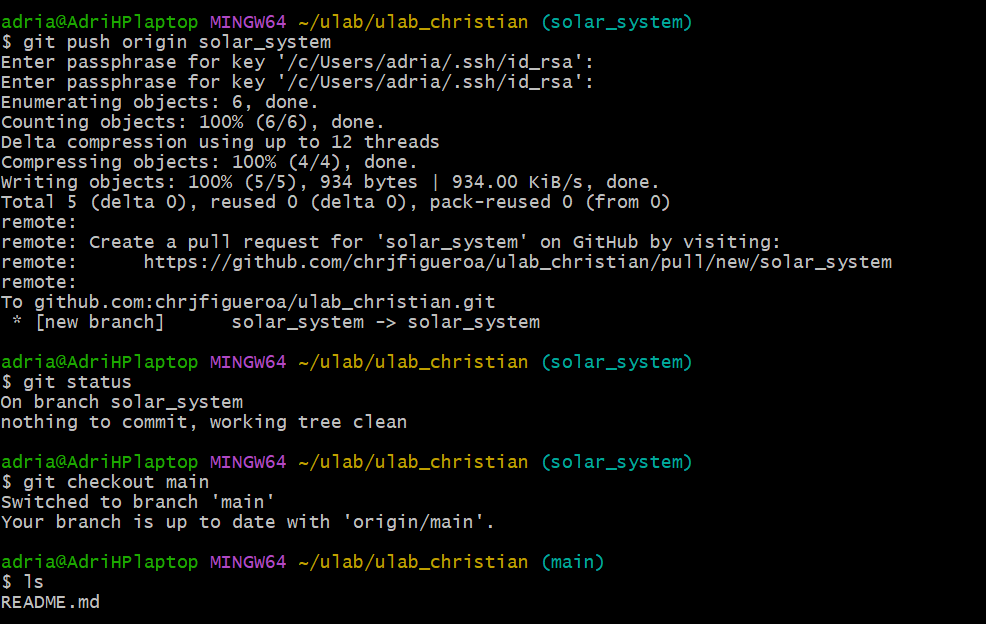 adria@AdriHPlaptop MINGW64 ~/ulab/ulab_christian (solar_system)
$ git push origin solar_system
Enter passphrase for key '/c/Users/adria/.ssh/id_rsa':
Enter passphrase for key '/c/Users/adria/.ssh/id_rsa':
Enumerating objects: 6, done.
Counting objects: 100% (6/6), done.
Delta compression using up to 12 threads
Compressing objects: 100% (4/4), done.
Writing objects: 100% (5/5), 934 bytes | 934.00 KiB/s, done.
Total 5 (delta 0), reused 0 (delta 0), pack-reused 0 (from 0)
remote:
remote: Create a pull request for 'solar_system' on GitHub by visiting:
remote:      https://github.com/chrjfigueroa/ulab_christian/pull/new/solar_system
remote:
To github.com:chrjfigueroa/ulab_christian.git
 * [new branch]      solar_system -> solar_system
adria@AdriHPlaptop MINGW64 ~/ulab/ulab_christian (solar_system)
$ git status
On branch solar_system
nothing to commit, working tree clean
adria@AdriHPlaptop MINGW64 ~/ulab/ulab_christian (solar_system)
$ git checkout main
Switched to branch 'main'
Your branch is up to date with 'origin/main'.
adria@AdriHPlaptop MINGW64 ~/ulab/ulab_christian (main)
$ ls
README.md